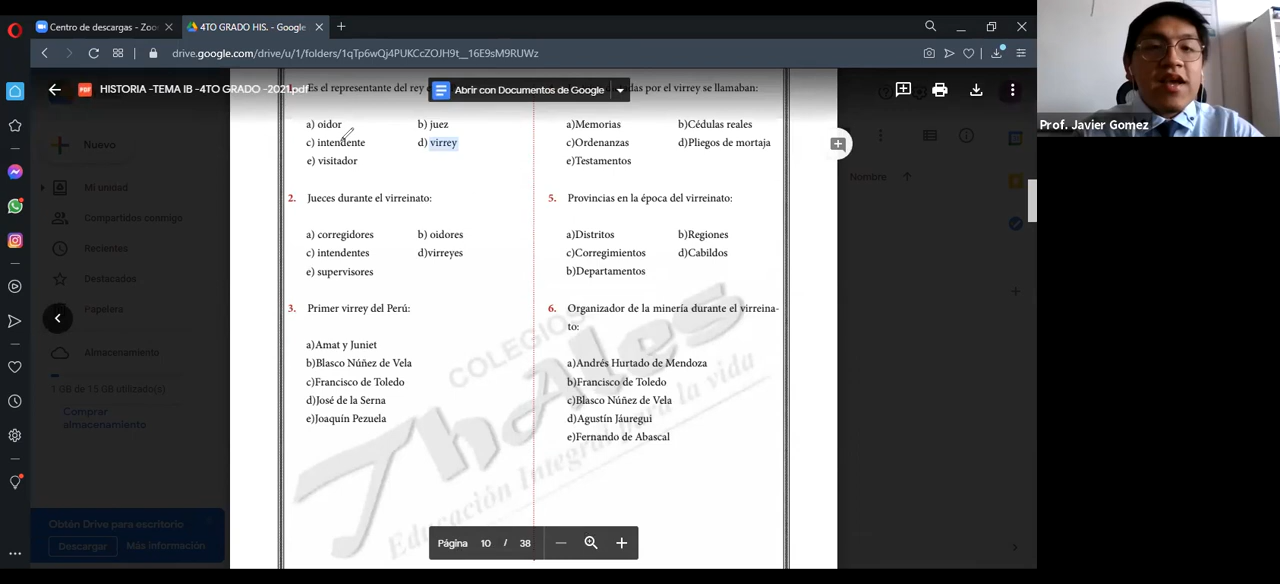 Centro de descargas - Zoo
4TO GRADO HIS. - Google
drive.google.com/drive/u/1/folders/1qTp6wQj4PUKCcZOJH9t__16E9sM9RUWz
HISTORIA -TEMA IB -4TO GRADO -2021.pdf
Abrir con Documentos de Google
Nuevo
Mi unidad
Compartidos conmigo
Recientes
Destacados
Papelera
Almacenamiento
1 GB de 15 GB utilizado(s)
Comprar
almacenamiento
Obtén Drive para escritorio
Descargar
Más información
Nombre
Es el representante del rey
a) oidor
b) juez
c) intendente
d) virrey
e) visitador
2. Jueces durante el virreinato:
a) corregidores
b) oidores
c) intendentes
d)virreyes
e) supervisores
3. Primer virrey del Perú:
a)Amat y Juniet
b)Blasco Núñez de Vela
c)Francisco de Toledo
d)José de la Serna
e)Joaquín Pezuela
por el virrey se llamaban:
a)Memorias
b)Cédulas reales
c)Ordenanzas
d)Pliegos de mortaja
e)Testamentos
5. Provincias en la época del virreinato:
a)Distritos
b)Regiones
c)Corregimientos
d)Cabildos
b)Departamentos
6. Organizador de la minería durante el virreina-
to:
a)Andrés Hurtado de Mendoza
b)Francisco de Toledo
c)Blasco Núñez de Vela
d)Agustín Jáuregui
e)Fernando de Abascal
COLEGIOS
Thales
Educación Integral para la vida
Página 10 / 38
Prof. Javier Gomez